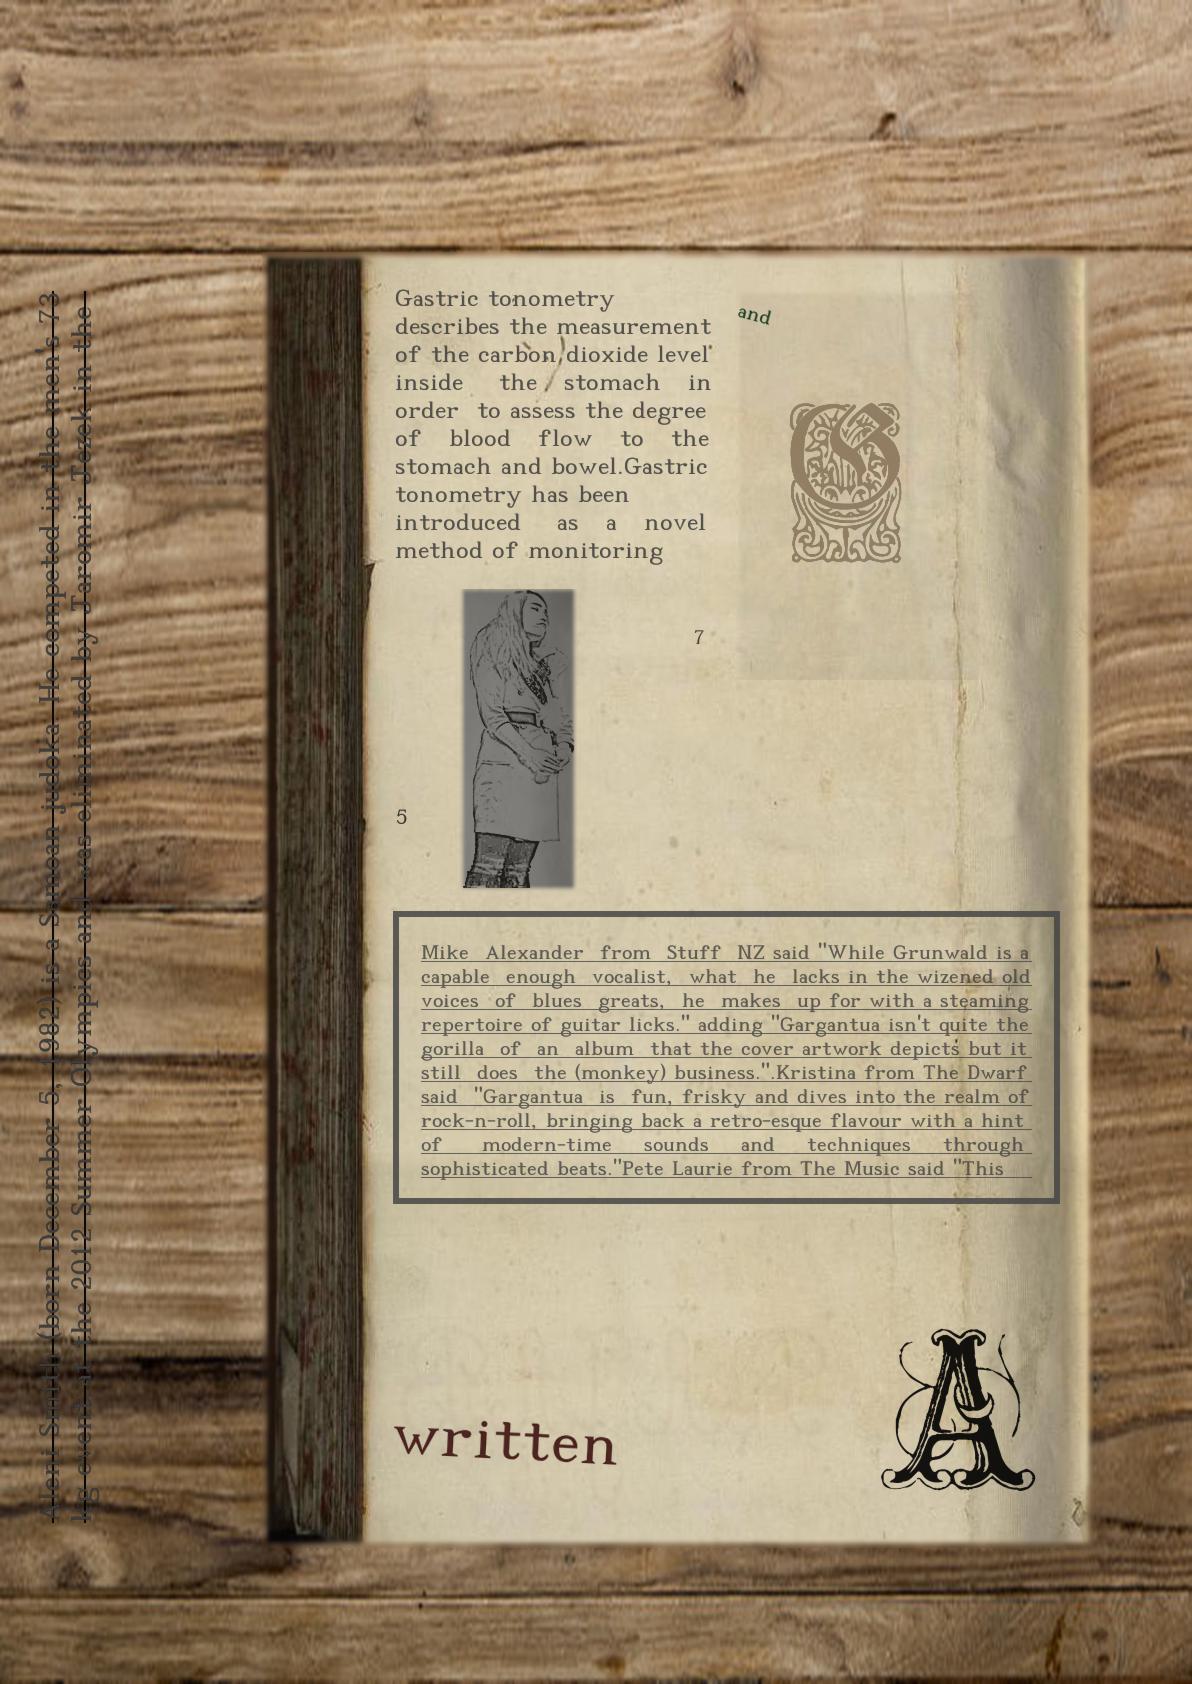 Aleni Smith (born December 5, 1982) is a Samoan judoka. He competed in the men's 73
kg event at the 2012 Summer Olympics and was eliminated by Jaromir Jezek in the
Gastric tonometry
describes the measurement
of the carbon dioxide level
inside the stomach in
order to assess the degree
of blood flow to the
stomach and bowel.Gastric
tonometry has been
introduced as a novel
method of monitoring
and
G
7
5
Mike Alexander from Stuff NZ said "While Grunwald is a
capable enough vocalist, what he lacks in the wizened old
voices of blues greats, he makes up for with a steaming
repertoire of guitar licks." adding "Gargantua isn't quite the
gorilla of an album that the cover artwork depicts but it
still does the (monkey) business.".Kristina from The Dwarf
said "Gargantua is fun, frisky and dives into the realm of
rock-n-roll, bringing back a retro-esque flavour with a hint
of modern-time sounds and techniques through
sophisticated beats."Pete Laurie from The Music said "This
written
A